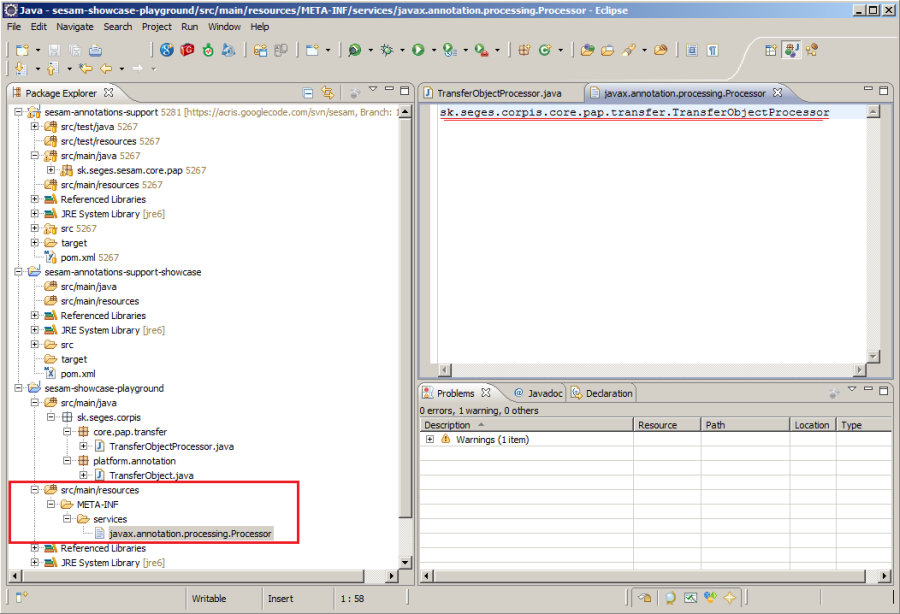 Java - sesam-showcase-playground/src/main/resources/META-INF/services/javax.annotation.processing.Processor - Eclipse
File Edit Navigate Search Project Run Window Help
Package Explorer
sesam-annotations-support 5281 [https://acris.googlecode.com/svn/sesam, Branch: 1
src/test/java 5267
src/test/resources 5267
src/main/java 5267
sk.seges.sesam.core.pap 5267
src/main/resources 5267
Referenced Libraries
JRE System Library [jre6]
src 5267
target
pom.xml 5267
sesam-annotations-support-showcase
src/main/java
src/main/resources
Referenced Libraries
JRE System Library [jre6]
src
target
pom.xml
sesam-showcase-playground
src/main/java
sk.seges.corpis
core.pap.transfer
TransferObjectProcessor.java
platform.annotation
TransferObject.java
src/main/resources
META-INF
services
javax.annotation.processing.Processor
Referenced Libraries
JRE System Library [jre6]
TransferObjectProcessor.java javax.annotation.processing.Processor
sk.seges.corpis.core.pap.transfer.TransferObjectProcessor
Problems @ Javadoc Declaration
0 errors, 1 warning, 0 others
Description Resource Path Location Type
Warnings (1 item)
Writable Insert 1 : 58